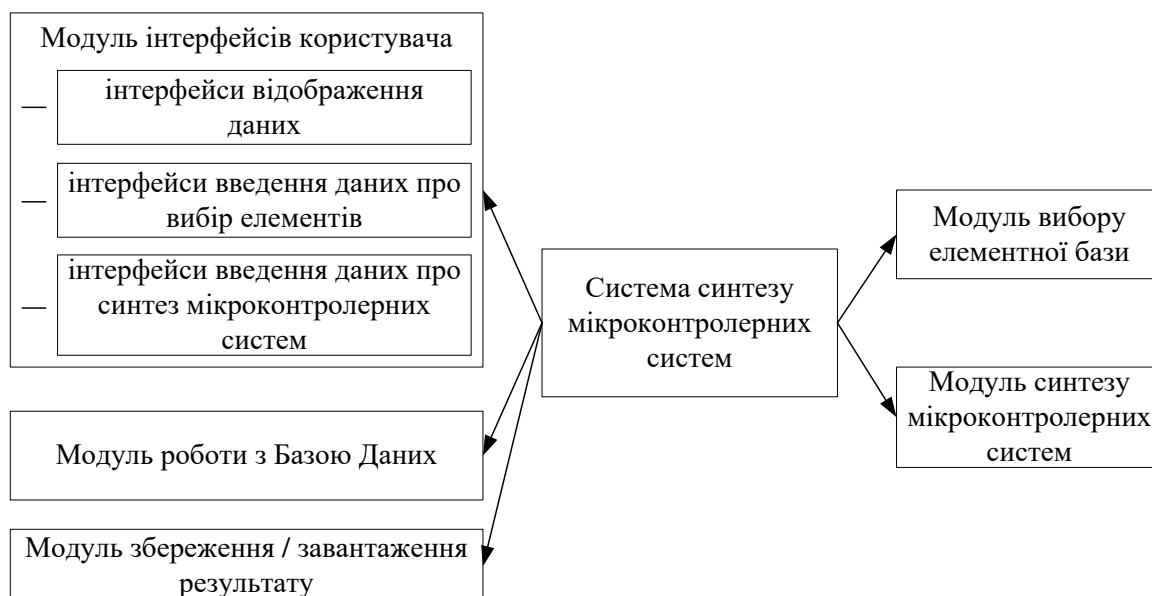 Модуль інтерфейсів користувача
інтерфейси відображення
даних
інтерфейси введення даних про
вибір елементів
інтерфейси введення даних про
синтез мікроконтролерних
систем
Модуль роботи з Базою Даних
Модуль збереження / завантаження
результату
Система синтезу
мікроконтролерних
систем
Модуль вибору
елементної бази
Модуль синтезу
мікроконтролерних
систем